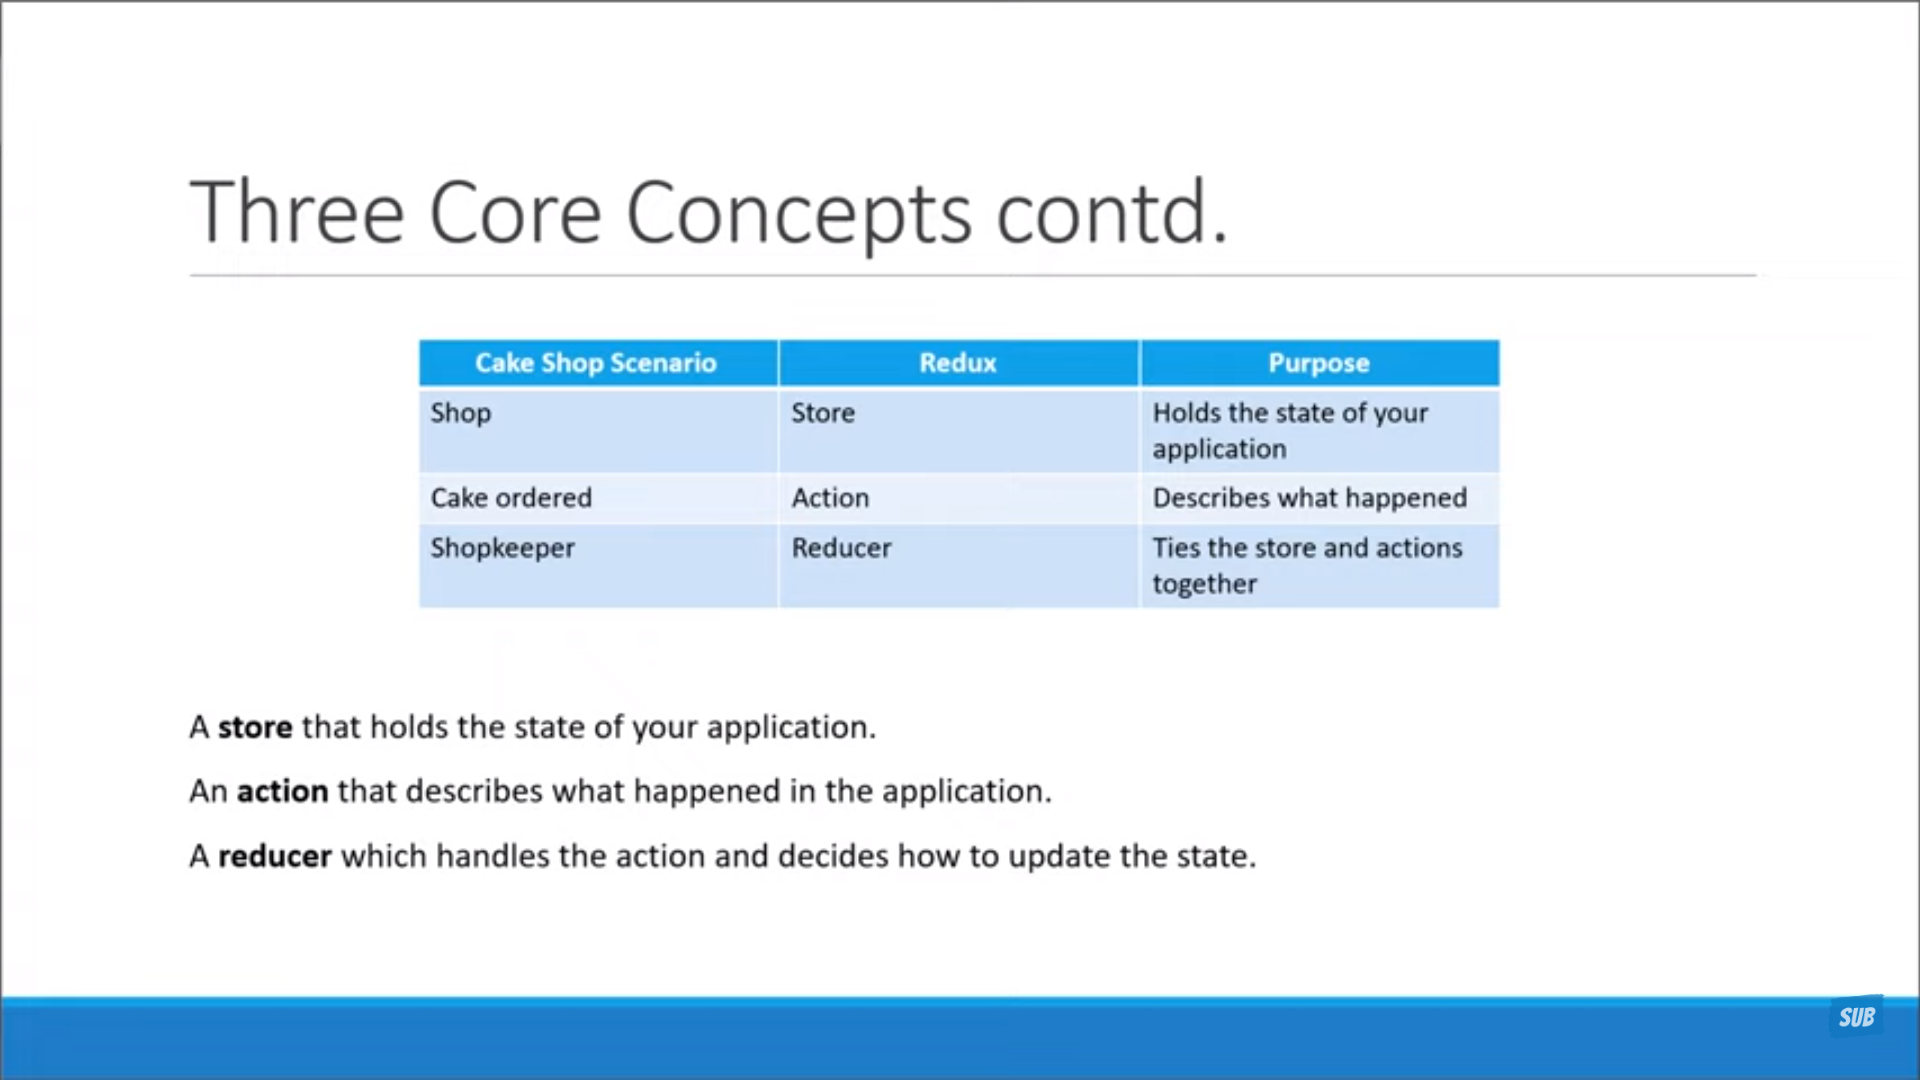 Three Core Concepts contd.
Cake Shop Scenario Redux Purpose
Shop Store Holds the state of your
application
Cake ordered Action Describes what happened
Shopkeeper Reducer Ties the store and actions
together
A store that holds the state of your application.
An action that describes what happened in the application.
A reducer which handles the action and decides how to update the state.
SUB